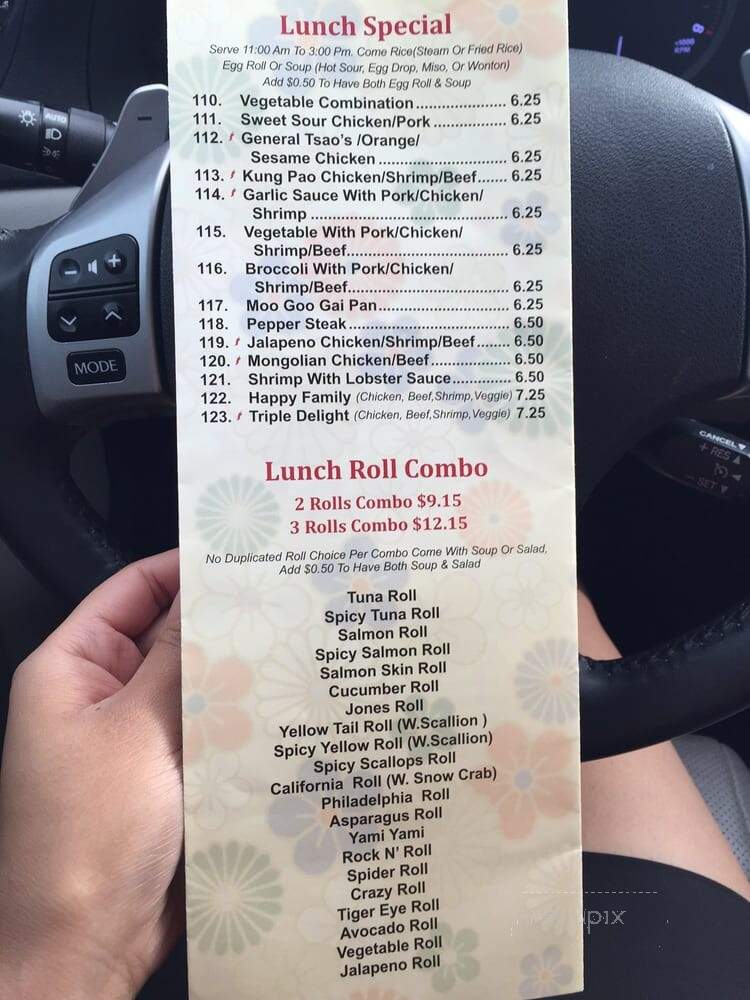 Lunch Special
Serve 11:00 Am To 3:00 Pm. Come Rice(Steam Or Fried Rice)
Egg Roll Or Soup (Hot Sour, Egg Drop, Miso, Or Wonton)
Add $0.50 To Have Both Egg Roll & Soup
110. Vegetable Combination..................... 6.25
111. Sweet Sour Chicken/Pork................. 6.25
112. General Tsao's /Orange/
Sesame Chicken .............................. 6.25
113. Kung Pao Chicken/Shrimp/Beef....... 6.25
114. Garlic Sauce With Pork/Chicken/
Shrimp .................................................... 6.25
115. Vegetable With Pork/Chicken/
Shrimp/Beef..................................... 6.25
116. Broccoli With Pork/Chicken/
Shrimp/Beef..................................... 6.25
117. Moo Goo Gai Pan............................... 6.25
118. Pepper Steak..................................... 6.50
119. Jalapeno Chicken/Shrimp/Beef........ 6.50
120. Mongolian Chicken/Beef................... 6.50
121. Shrimp With Lobster Sauce.............. 6.50
122. Happy Family (Chicken, Beef,Shrimp,Veggie) 7.25
123. Triple Delight (Chicken, Beef,Shrimp,Veggie) 7.25
Lunch Roll Combo
2 Rolls Combo $9.15
3 Rolls Combo $12.15
No Duplicated Roll Choice Per Combo Come With Soup Or Salad,
Add $0.50 To Have Both Soup & Salad
Tuna Roll
Spicy Tuna Roll
Salmon Roll
Spicy Salmon Roll
Salmon Skin Roll
Cucumber Roll
Jones Roll
Yellow Tail Roll (W.Scallion )
Spicy Yellow Roll (W.Scallion)
Spicy Scallops Roll
California Roll (W. Snow Crab)
Philadelphia Roll
Asparagus Roll
Yami Yami
Rock N' Roll
Spider Roll
Crazy Roll
Tiger Eye Roll
Avocado Roll
Vegetable Roll
Jalapeno Roll
AUTO
MODE
CANCEL
+ RES
- SET